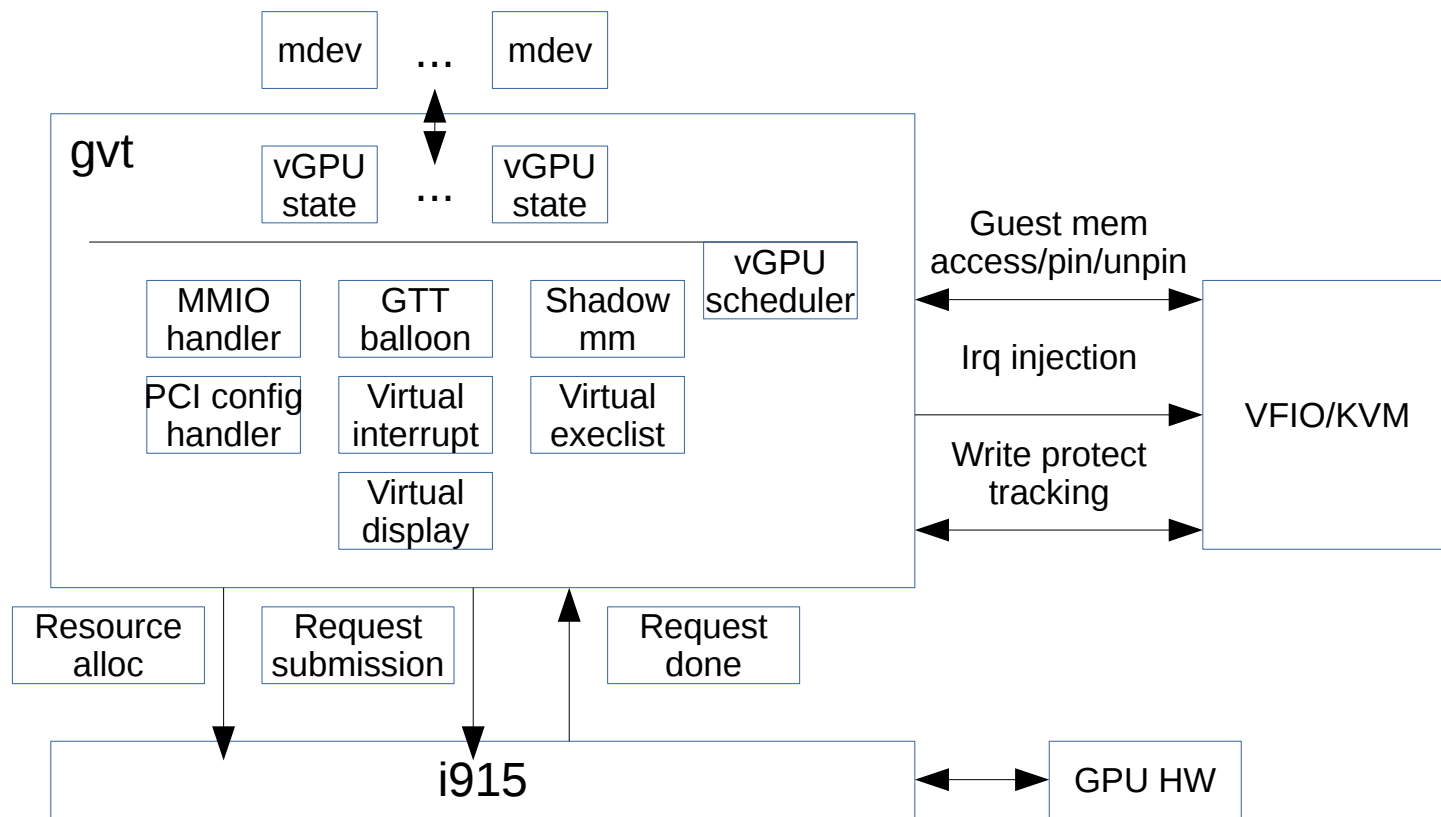 mdev ... mdev
gvt
vGPU
state
...
vGPU
state
vGPU
scheduler
MMIO
handler
GTT
balloon
Shadow
mm
PCI config
handler
Virtual
interrupt
Virtual
execlist
Virtual
display
Guest mem
access/pin/unpin
Irq injection
Write protect
tracking
VFIO/KVM
Resource
alloc
Request
submission
Request
done
i915
GPU HW